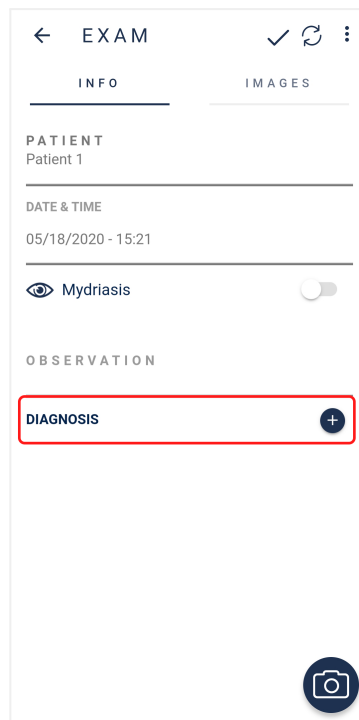 EXAM
INFO IMAGES
PATIENT
Patient 1
DATE & TIME
05/18/2020 - 15:21
Mydriasis
OBSERVATION
DIAGNOSIS